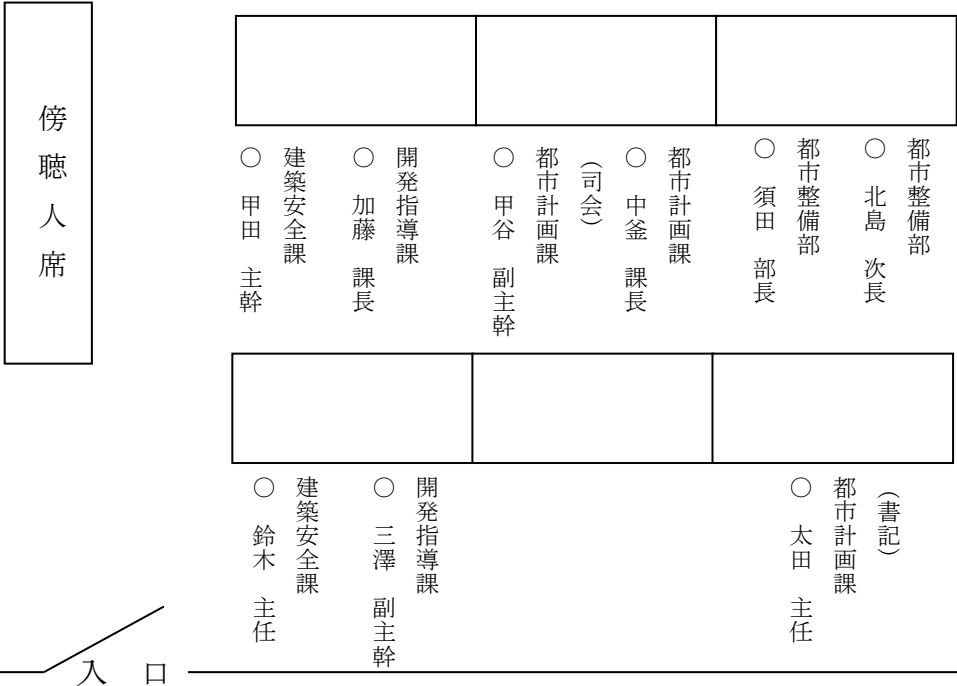 都市整備部
○ 北島 次長
都市整備部
○ 須田 部長
都市計画課
○ 中釜 課長
(司会)
都市計画課
○ 甲谷 副主幹
開発指導課
○ 加藤 課長
建築安全課
○ 甲田 主幹
傍聴人席
(書記)
都市計画課
○ 太田 主任
開発指導課
○ 三澤 副主幹
建築安全課
○ 鈴木 主任
入口